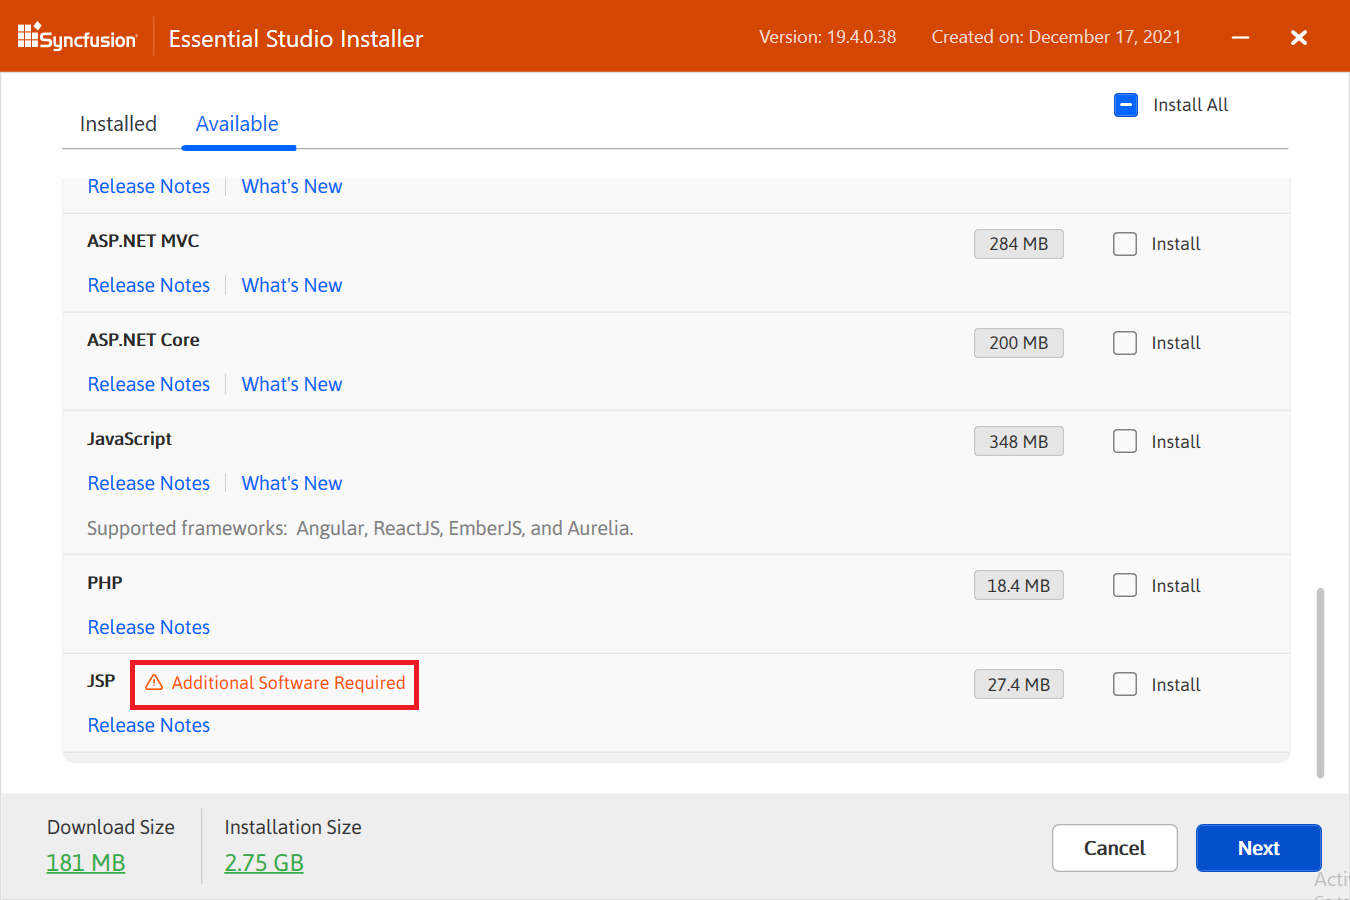 Syncfusion
Essential Studio Installer
Version: 19.4.0.38
Created on: December 17, 2021
Installed
Available
Install All
Release Notes
What's New
ASP.NET MVC
284 MB
Install
Release Notes
What's New
ASP.NET Core
200 MB
Install
Release Notes
What's New
JavaScript
348 MB
Install
Release Notes
What's New
Supported frameworks: Angular, ReactJS, EmberJS, and Aurelia.
PHP
18.4 MB
Install
Release Notes
JSP
Additional Software Required
27.4 MB
Install
Release Notes
Download Size
Installation Size
181 MB
2.75 GB
Cancel
Next
Acti